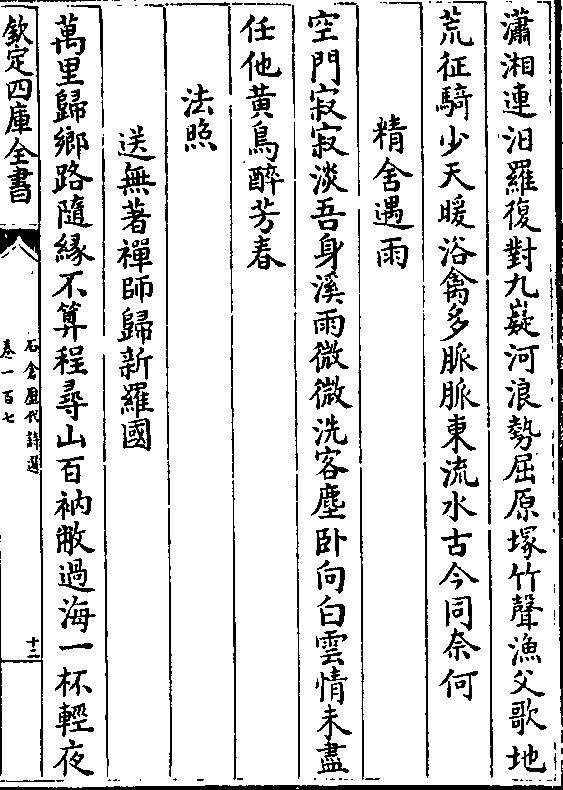 瀟湘連汨羅復對九嶷河浪勢屈原塚竹聲漁父歌地
荒征騎少天暖浴禽多脈脈東流水古今同奈何
精舍遇雨
空門寂寂淡吾身溪雨微微洗客塵卧向白雲情未盡
任他黄鳥醉芳春
法照
送無著禪師歸新羅國
萬里歸鄉路隨緣不算程尋山百衲敝過海一杯輕夜
欽定四庫全書
石倉歷代詩選
卷一百七
十二